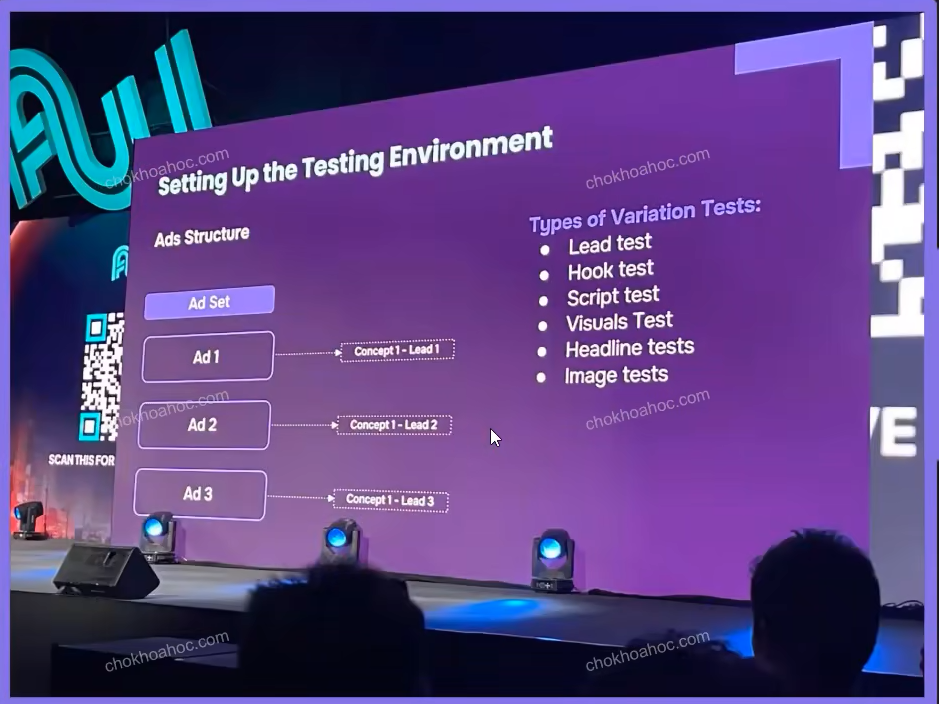 Setting Up the Testing Environment
Ads Structure
Ad Set
Ad 1
Concept 1 - Lead 1
Ad 2
Concept 1 - Lead 2
Ad 3
Concept 1 - Lead 3
Types of Variation Tests:
• Lead test
• Hook test
• Script test
• Visuals Test
• Headline tests
• Image tests
SCAN THIS FOR
VE
chokhoahoc.com
chokhoahoc.com
chokhoahoc.com
chokhoahoc.com
chokhoahoc.com
chokhoahoc.com